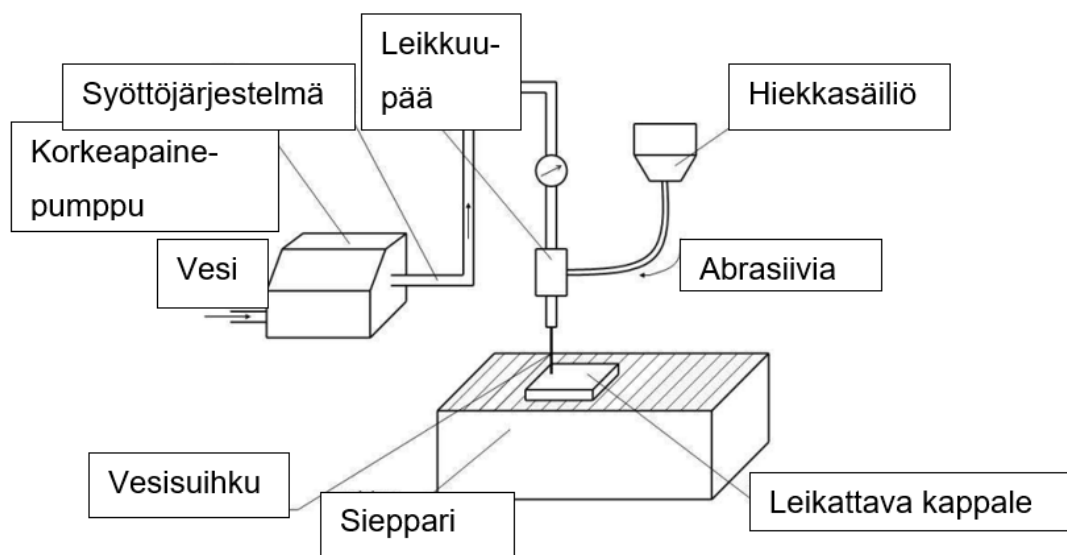 Leikkuu-
pää
Syöttöjärjestelmä
Hiekkasäiliö
Korkeapaine-
pumppu
Vesi
Abrasiivia
Vesisuihku
Sieppari
Leikattava kappale